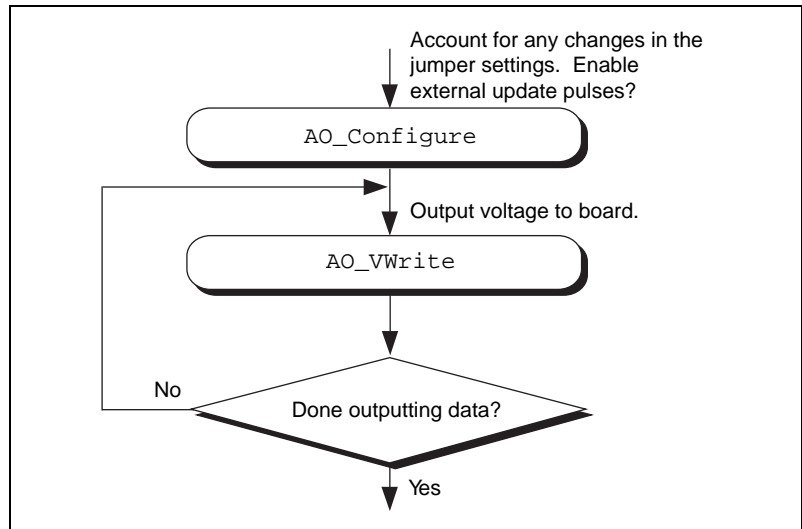 Account for any changes in the
jumper settings. Enable
external update pulses?
AO_Configure
Output voltage to board.
AO_VWrite
No
Done outputting data?
Yes